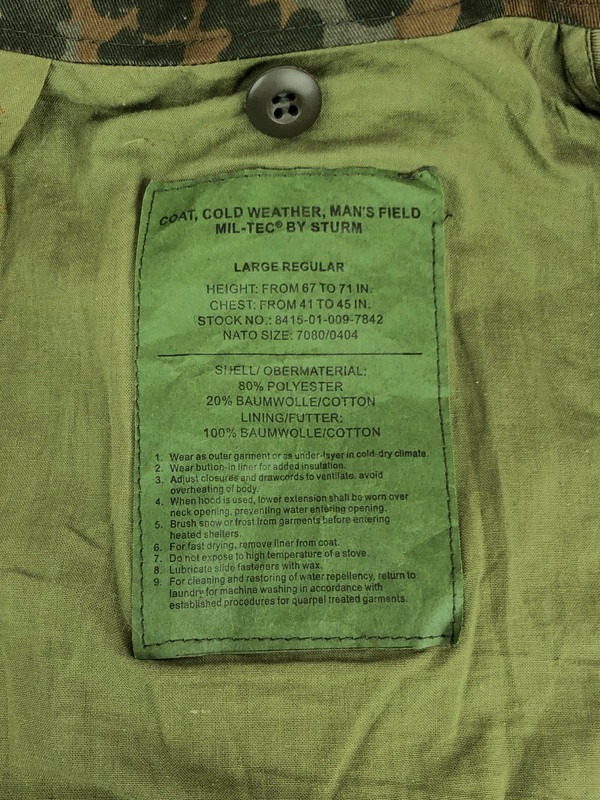 COAT, COLD WEATHER, MAN'S FIELD
MIL-TEC® BY STURM
LARGE REGULAR
HEIGHT: FROM 67 TO 71 IN.
CHEST: FROM 41 TO 45 IN.
STOCK NO.: 8415-01-009-7842
NATO SIZE: 7080/0404
SHELL/ OBERMATERIAL:
80% POLYESTER
20% BAUMWOLLE/COTTON
LINING/FUTTER:
100% BAUMWOLLE/COTTON
1. Wear as outer garment or as under-layer in cold-dry climate.
2. Wear button-in liner for added insulation.
3. Adjust closures and drawcords to ventilate. avoid
overheating of body.
4. When hood is used, lower extension shall be worn over
neck opening, preventing water entering opening.
5. Brush snow or frost from garments before entering
heated shelters.
6. For fast drying, remove liner from coat.
7. Do not expose to high temperature of a stove.
8. Lubricate slide fasteners with wax.
9. For cleaning and restoring of water repellency, return to
laundry for machine washing in accordance with
established procedures for quarpel treated garments.